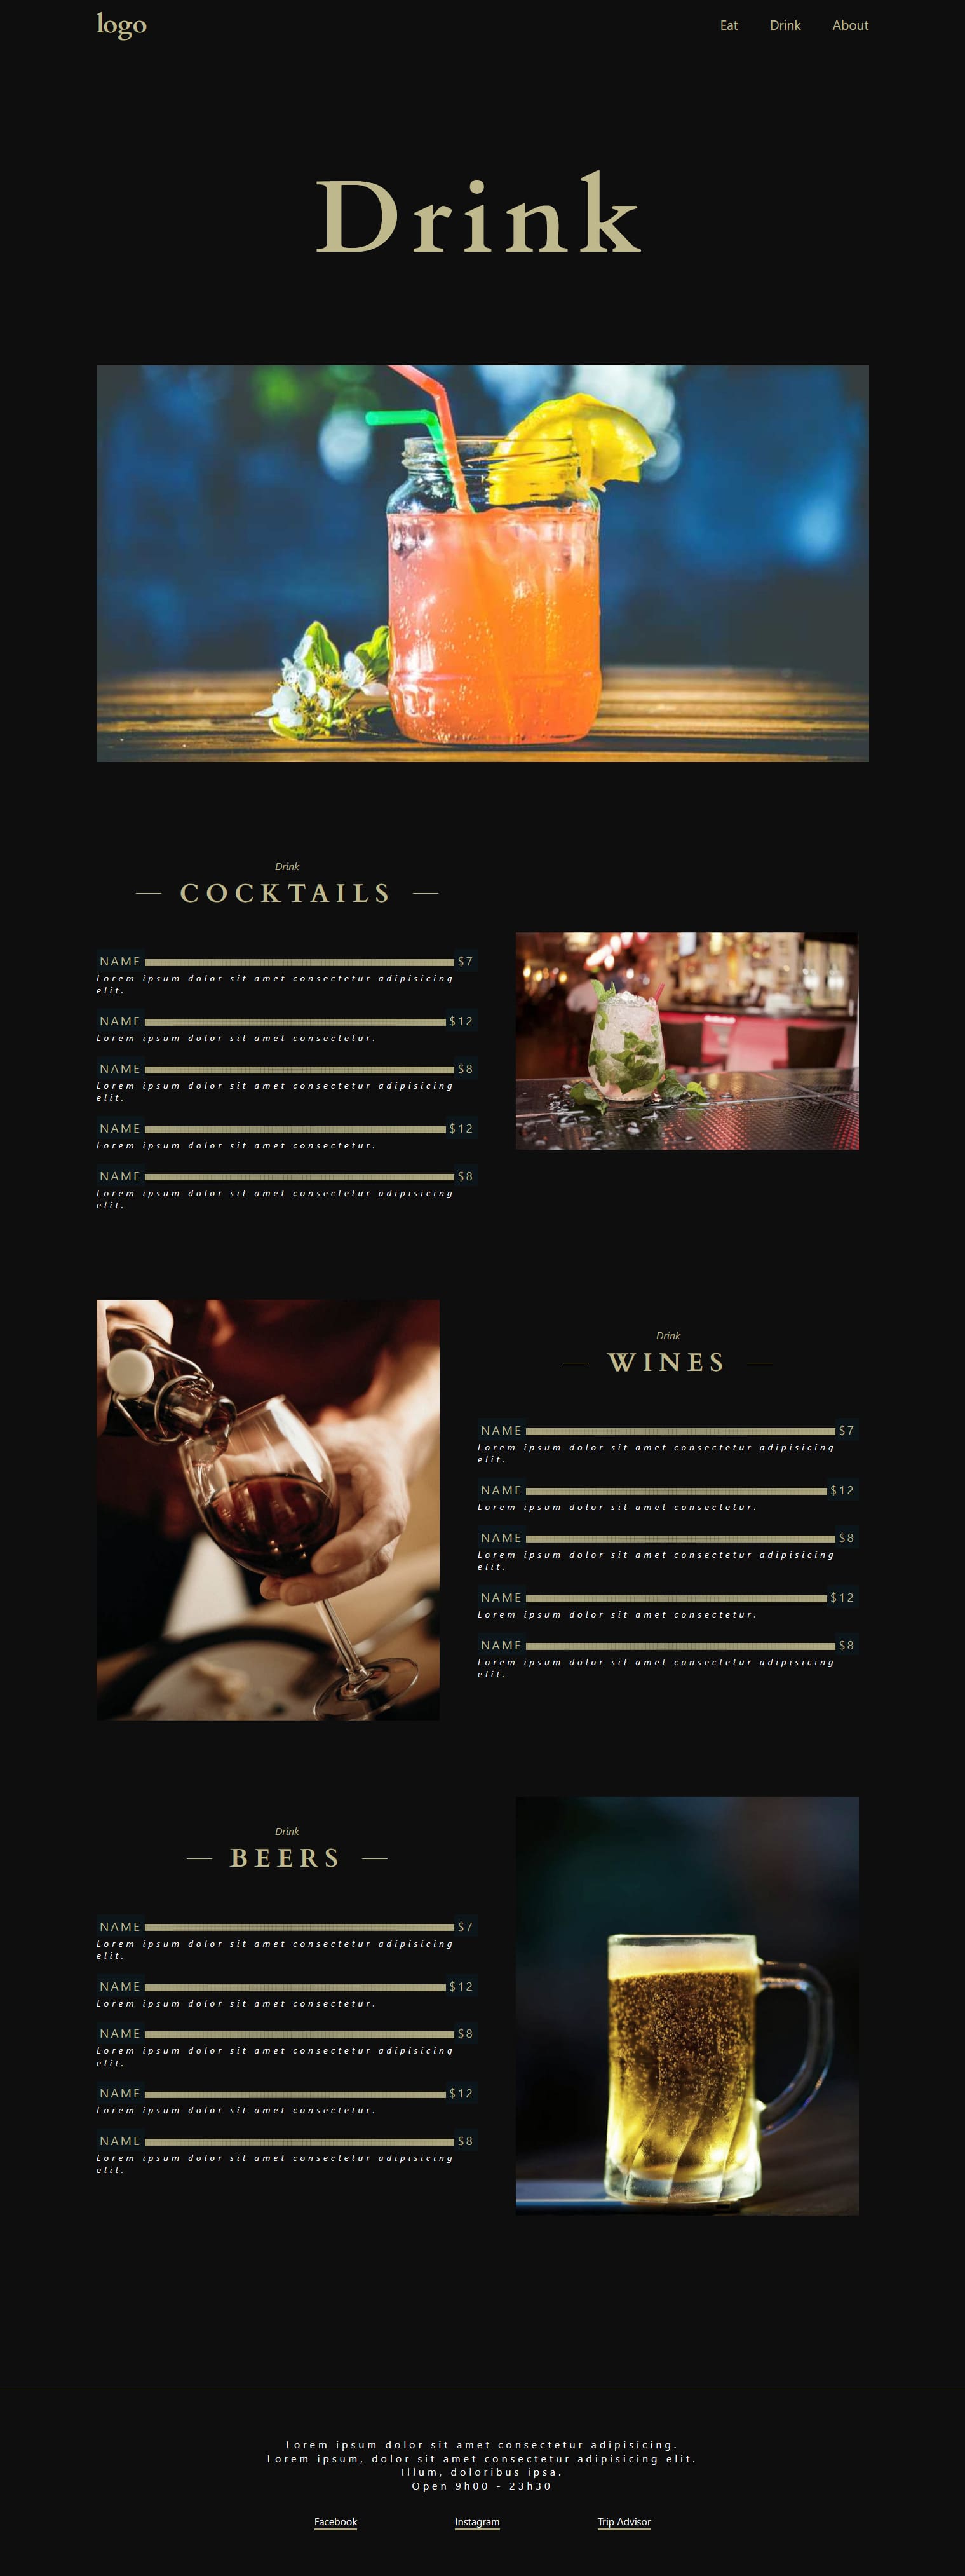 logo
Eat Drink About
Drink
Drink
COCKTAILS
NAME $7
Lorem ipsum dolor sit amet consectetur adipisicing
elit.
NAME $12
Lorem ipsum dolor sit amet consectetur.
NAME $8
Lorem ipsum dolor sit amet consectetur adipisicing
elit.
NAME $12
Lorem ipsum dolor sit amet consectetur.
NAME $8
Lorem ipsum dolor sit amet consectetur adipisicing
elit.
Drink
WINES
NAME $7
Lorem ipsum dolor sit amet consectetur adipisicing
elit.
NAME $12
Lorem ipsum dolor sit amet consectetur.
NAME $8
Lorem ipsum dolor sit amet consectetur adipisicing
elit.
NAME $12
Lorem ipsum dolor sit amet consectetur.
NAME $8
Lorem ipsum dolor sit amet consectetur adipisicing
elit.
Drink
BEERS
NAME $7
Lorem ipsum dolor sit amet consectetur adipisicing
elit.
NAME $12
Lorem ipsum dolor sit amet consectetur.
NAME $8
Lorem ipsum dolor sit amet consectetur adipisicing
elit.
NAME $12
Lorem ipsum dolor sit amet consectetur.
NAME $8
Lorem ipsum dolor sit amet consectetur adipisicing
elit.
Lorem ipsum dolor sit amet consectetur adipisicing.
Lorem ipsum, dolor sit amet consectetur adipisicing elit.
Illum, doloribus ipsa.
Open 9h00 - 23h30
Facebook Instagram Trip Advisor